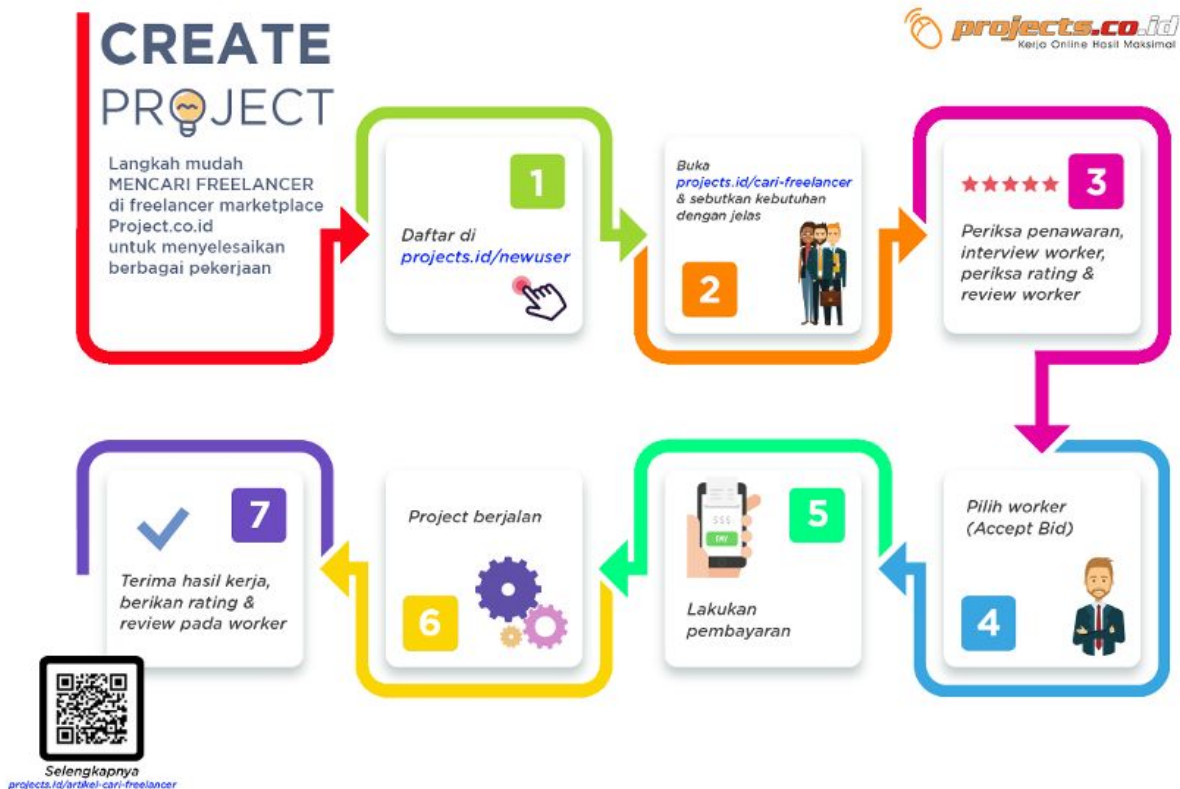 CREATE
PROJECT
Langkah mudah
MENCARI FREELANCER
di freelancer marketplace
Project.co.id
untuk menyelesaikan
berbagai pekerjaan
projects.co.id
Kerja Online Hasil Maksimal
1
Daftar di
projects.id/newuser
Buka
projects.id/cari-freelancer
& sebutkan kebutuhan
dengan jelas
2
3
Periksa penawaran,
interview worker,
periksa rating &
review worker
Pilih worker
(Accept Bid)
4
$$$
PAY
5
Lakukan
pembayaran
Project berjalan
6
7
Terima hasil kerja,
berikan rating &
review pada worker
Selengkapnya
projects.id/artikel-cari-freelancer